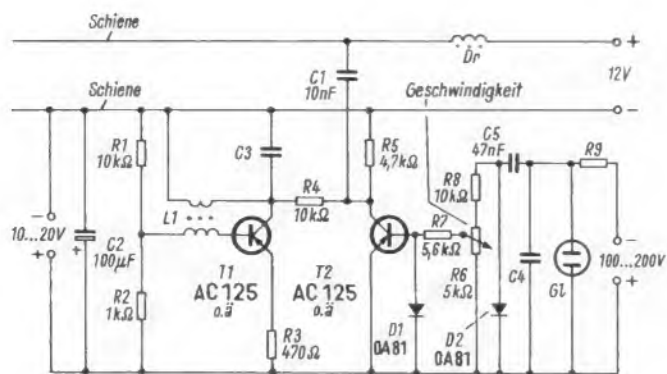 Schiene
Dr
+
12V
C1
10nF
Geschwindigkeit
Schiene
−
R1
10kΩ
C3
R5
4,7kΩ
C5
47nF
R9
R8
10kΩ
L1
R4
10kΩ
R7
5,6kΩ
−
10...20V
+
C2
100μF
+
T1
AC 125
o.ä
T2
AC 125
o.ä
R6
5kΩ
C4
Gl
−
100...200V
+
R2
1kΩ
R3
470Ω
D1
OA81
D2
OA81